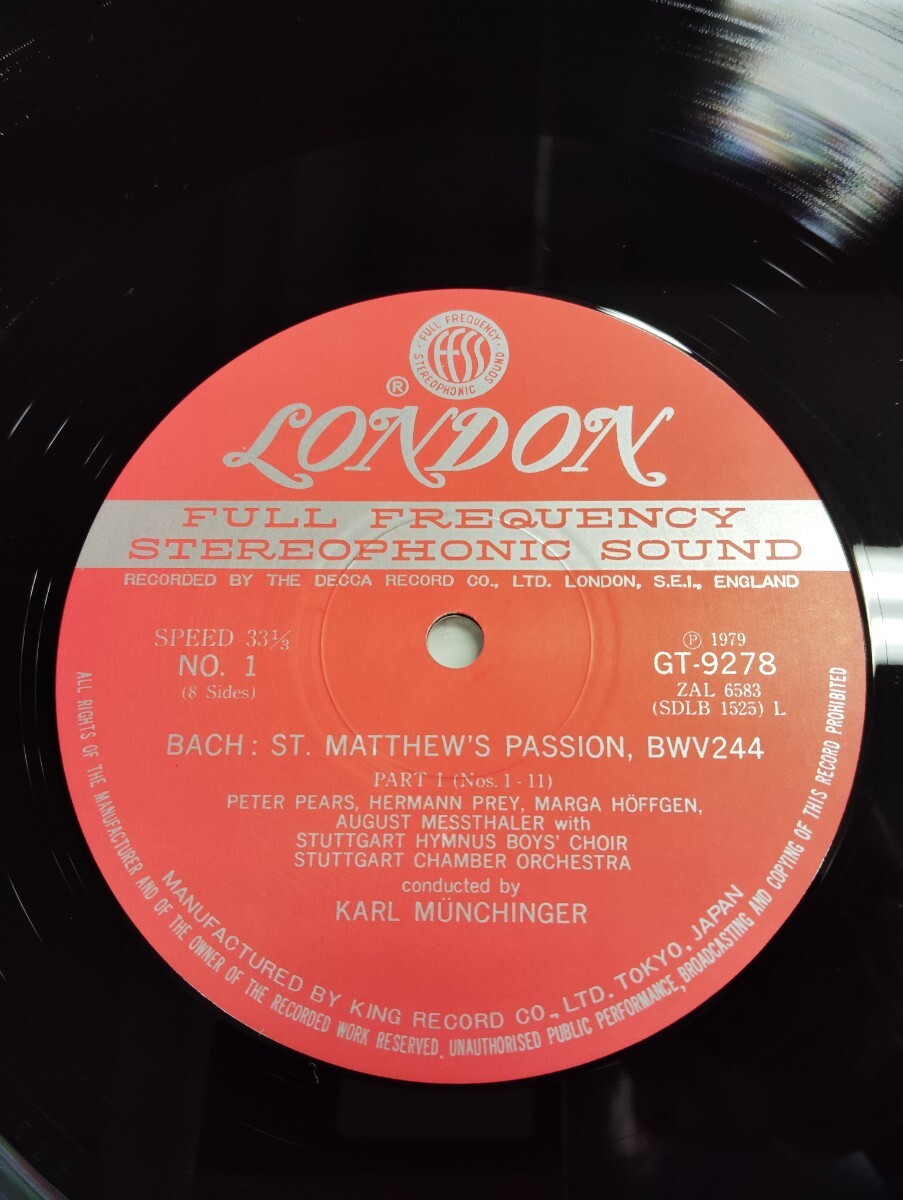 FULL FREQUENCY
STEREOPHONIC SOUND
FFSS
®
LONDON
FULL FREQUENCY
STEREOPHONIC SOUND
RECORDED BY THE DECCA RECORD CO., LTD. LONDON, S.E.I., ENGLAND
SPEED 33⅓
NO. 1
(8 Sides)
℗ 1979
GT-9278
ZAL 6583
(SDLB 1525) L
BACH: ST. MATTHEW'S PASSION, BWV244
PART I (Nos. 1 - 11)
PETER PEARS, HERMANN PREY, MARGA HÖFFGEN,
AUGUST MESSTHALER with
STUTTGART HYMNUS BOYS' CHOIR
STUTTGART CHAMBER ORCHESTRA
conducted by
KARL MÜNCHINGER
MANUFACTURED BY KING RECORD CO., LTD. TOKYO, JAPAN
ALL RIGHTS OF THE MANUFACTURER AND OF THE OWNER OF THE RECORDED WORK RESERVED. UNAUTHORISED PUBLIC PERFORMANCE, BROADCASTING AND COPYING OF THIS RECORD PROHIBITED